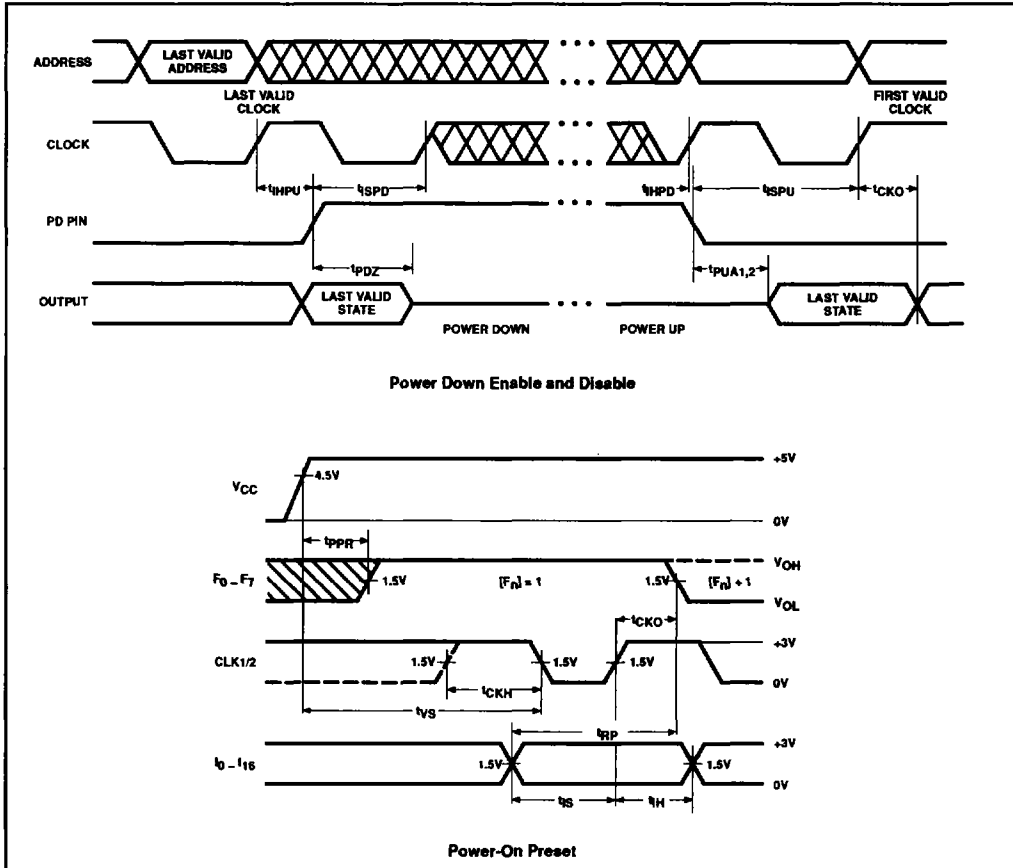 ADDRESS
LAST VALID
ADDRESS
LAST VALID
CLOCK
FIRST VALID
CLOCK
CLOCK
tIHPU
tISPD
tIHPD
tISPU
tCKO
PD PIN
tPDZ
tPUA1,2
OUTPUT
LAST VALID
STATE
LAST VALID
STATE
POWER DOWN
POWER UP
Power Down Enable and Disable
+5V
VCC
4.5V
0V
tPPR
VOH
F0 – F7
1.5V
[Fn] = 1
1.5V
[Fn] + 1
VOL
tCKO
+3V
CLK1/2
1.5V
1.5V
1.5V
0V
tCKH
tVS
tRP
+3V
I0 – I16
1.5V
1.5V
0V
tIS
tIH
Power-On Preset